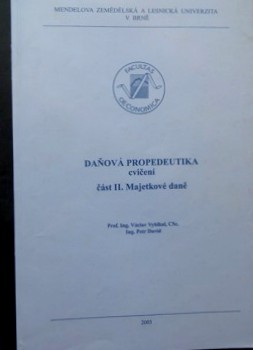 MENDELOVA ZEMĚDĚLSKÁ A LESNICKÁ UNIVERZITA
V BRNĚ
FACULTAS
OECONOMICA
DAŇOVÁ PROPEDEUTIKA
cvičení
část II. Majetkové daně
Prof. Ing. Václav Vybíhal, CSc.
Ing. Petr David
2005